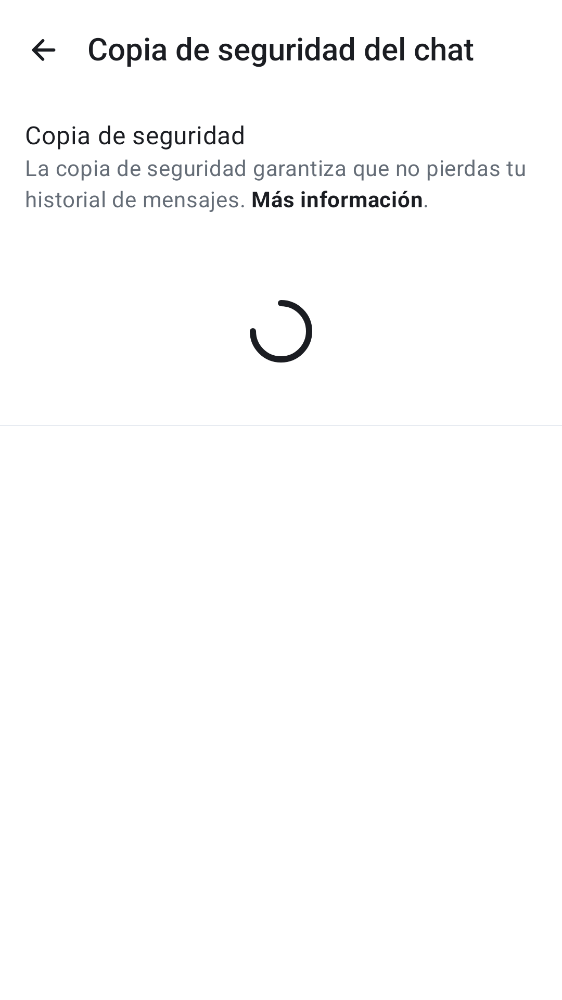 Copia de seguridad del chat
Copia de seguridad
La copia de seguridad garantiza que no pierdas tu
historial de mensajes. Más información.